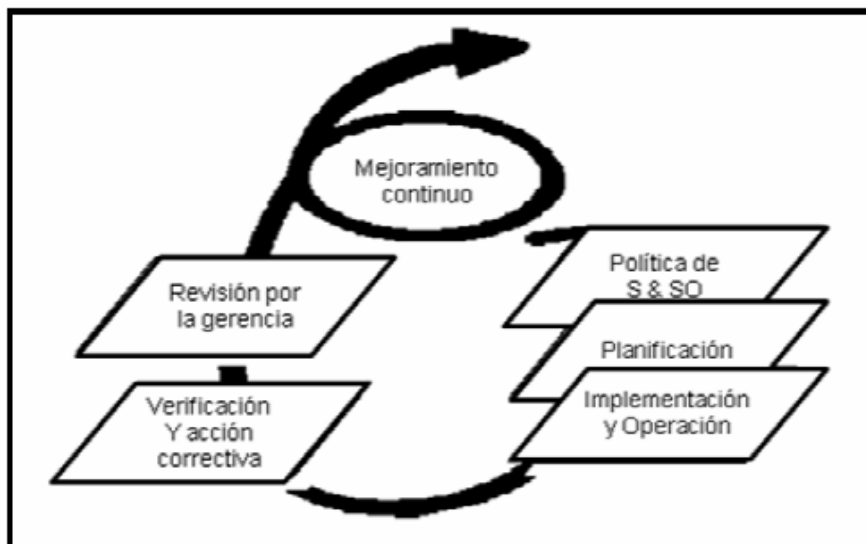 Mejoramiento
continuo
Política de
S & SO
Planificación
Implementación
y Operación
Verificación
Y acción
correctiva
Revisión por
la gerencia